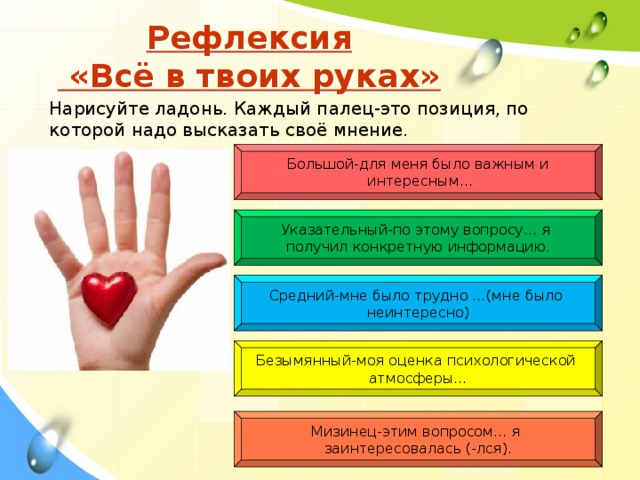 Рефлексия
«Всё в твоих руках»
Нарисуйте ладонь. Каждый палец-это позиция, по
которой надо высказать своё мнение.
Большой-для меня было важным и
интересным…
Указательный-по этому вопросу… я
получил конкретную информацию.
Средний-мне было трудно …(мне было
неинтересно)
Безымянный-моя оценка психологической
атмосферы…
Мизинец-этим вопросом… я
заинтересовалась (-лся).